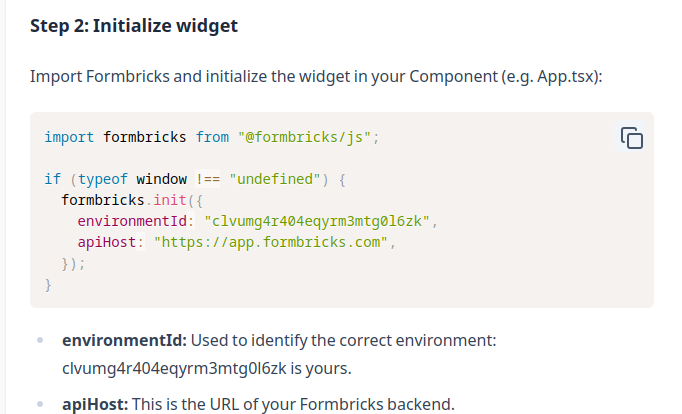 Step 2: Initialize widget
Import Formbricks and initialize the widget in your Component (e.g. App.tsx):
import formbricks from "@formbricks/js";
if (typeof window !== "undefined") {
  formbricks.init({
    environmentId: "clvumg4r404eqyrm3mtg0l6zk",
    apiHost: "https://app.formbricks.com",
  });
}
environmentId: Used to identify the correct environment:
clvumg4r404eqyrm3mtg0l6zk is yours.
apiHost: This is the URL of your Formbricks backend.